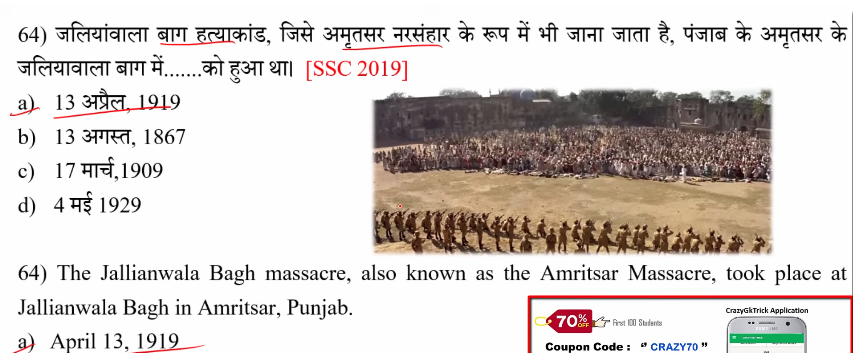 64) जलियांवाला बाग हत्याकांड, जिसे अमृतसर नरसंहार के रूप में भी जाना जाता है, पंजाब के अमृतसर के
जलियावाला बाग में.......को हुआ था। [SSC 2019]
a) 13 अप्रैल, 1919
b) 13 अगस्त, 1867
c) 17 मार्च,1909
d) 4 मई 1929
64) The Jallianwala Bagh massacre, also known as the Amritsar Massacre, took place at
Jallianwala Bagh in Amritsar, Punjab.
a) April 13, 1919
70% OFF First 100 Students
Coupon Code : “ CRAZY70 ”
CrazyGkTrick Application